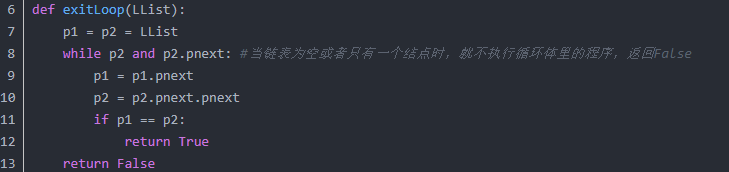 6 def exitLoop(LList):
7     p1 = p2 = LList
8     while p2 and p2.pnext: #当链表为空或者只有一个结点时，就不执行循环体里的程序，返回False
9         p1 = p1.pnext
10         p2 = p2.pnext.pnext
11         if p1 == p2:
12             return True
13     return False